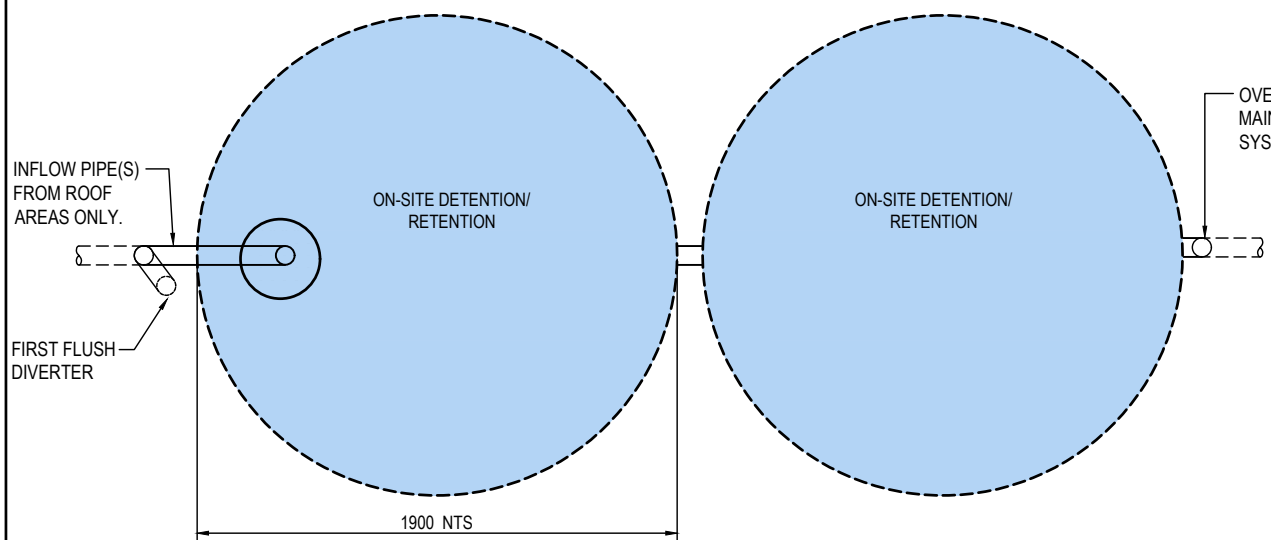 INFLOW PIPE(S)
FROM ROOF
AREAS ONLY.
FIRST FLUSH
DIVERTER
ON-SITE DETENTION/
RETENTION
1900 NTS
ON-SITE DETENTION/
RETENTION